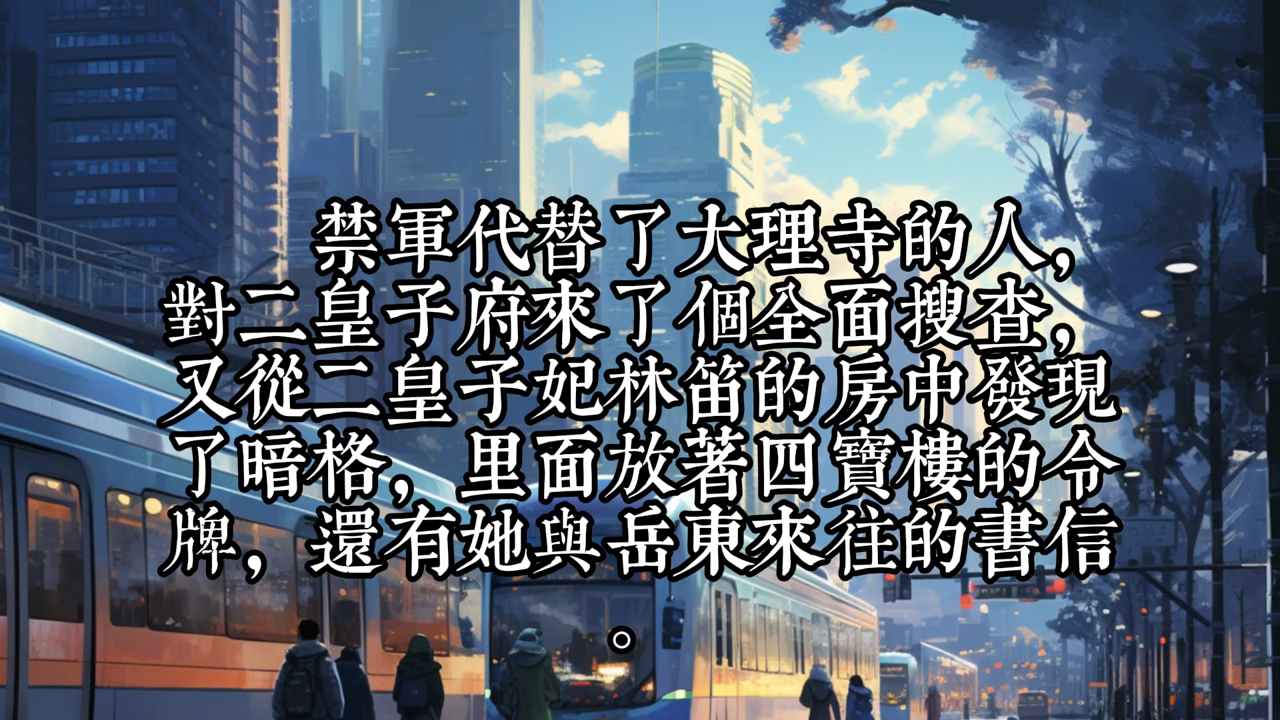 禁軍代替了大理寺的人，
對二皇子府來了個全面搜查，
又從二皇子妃林笛的房中發現
了暗格，里面放著四寶樓的令
牌，還有她與岳東來往的書信
。